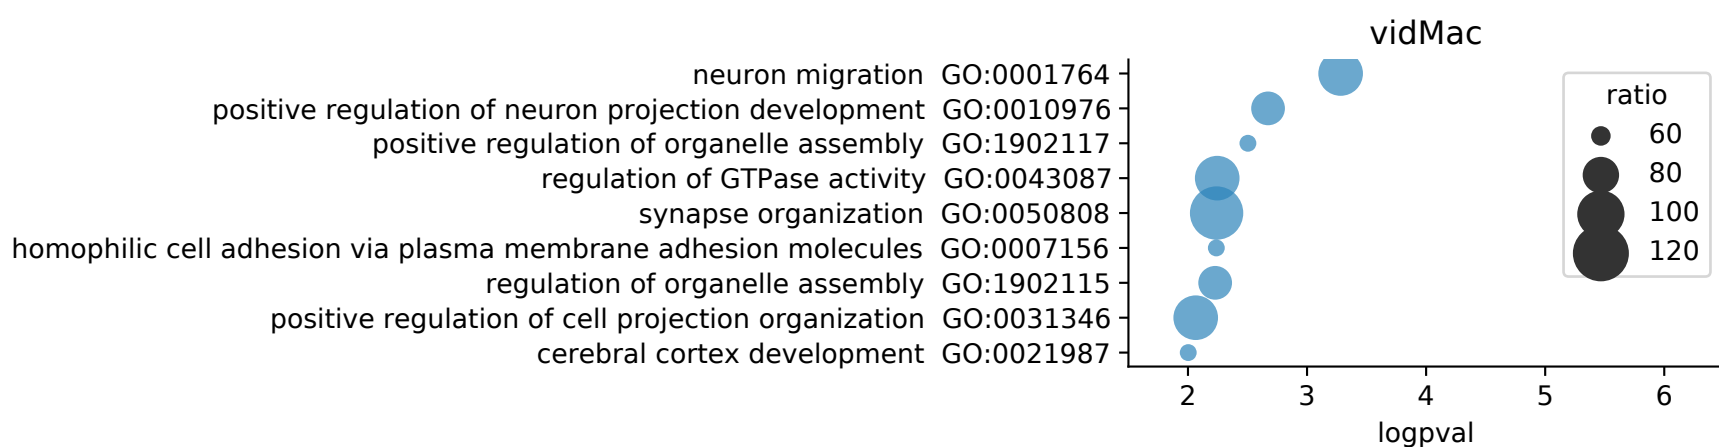 vidMac
neuron migration GO:0001764
positive regulation of neuron projection development GO:0010976
positive regulation of organelle assembly GO:1902117
regulation of GTPase activity GO:0043087
synapse organization GO:0050808
homophilic cell adhesion via plasma membrane adhesion molecules GO:0007156
regulation of organelle assembly GO:1902115
positive regulation of cell projection organization GO:0031346
cerebral cortex development GO:0021987
ratio
60
80
100
120
2 3 4 5 6
logpval